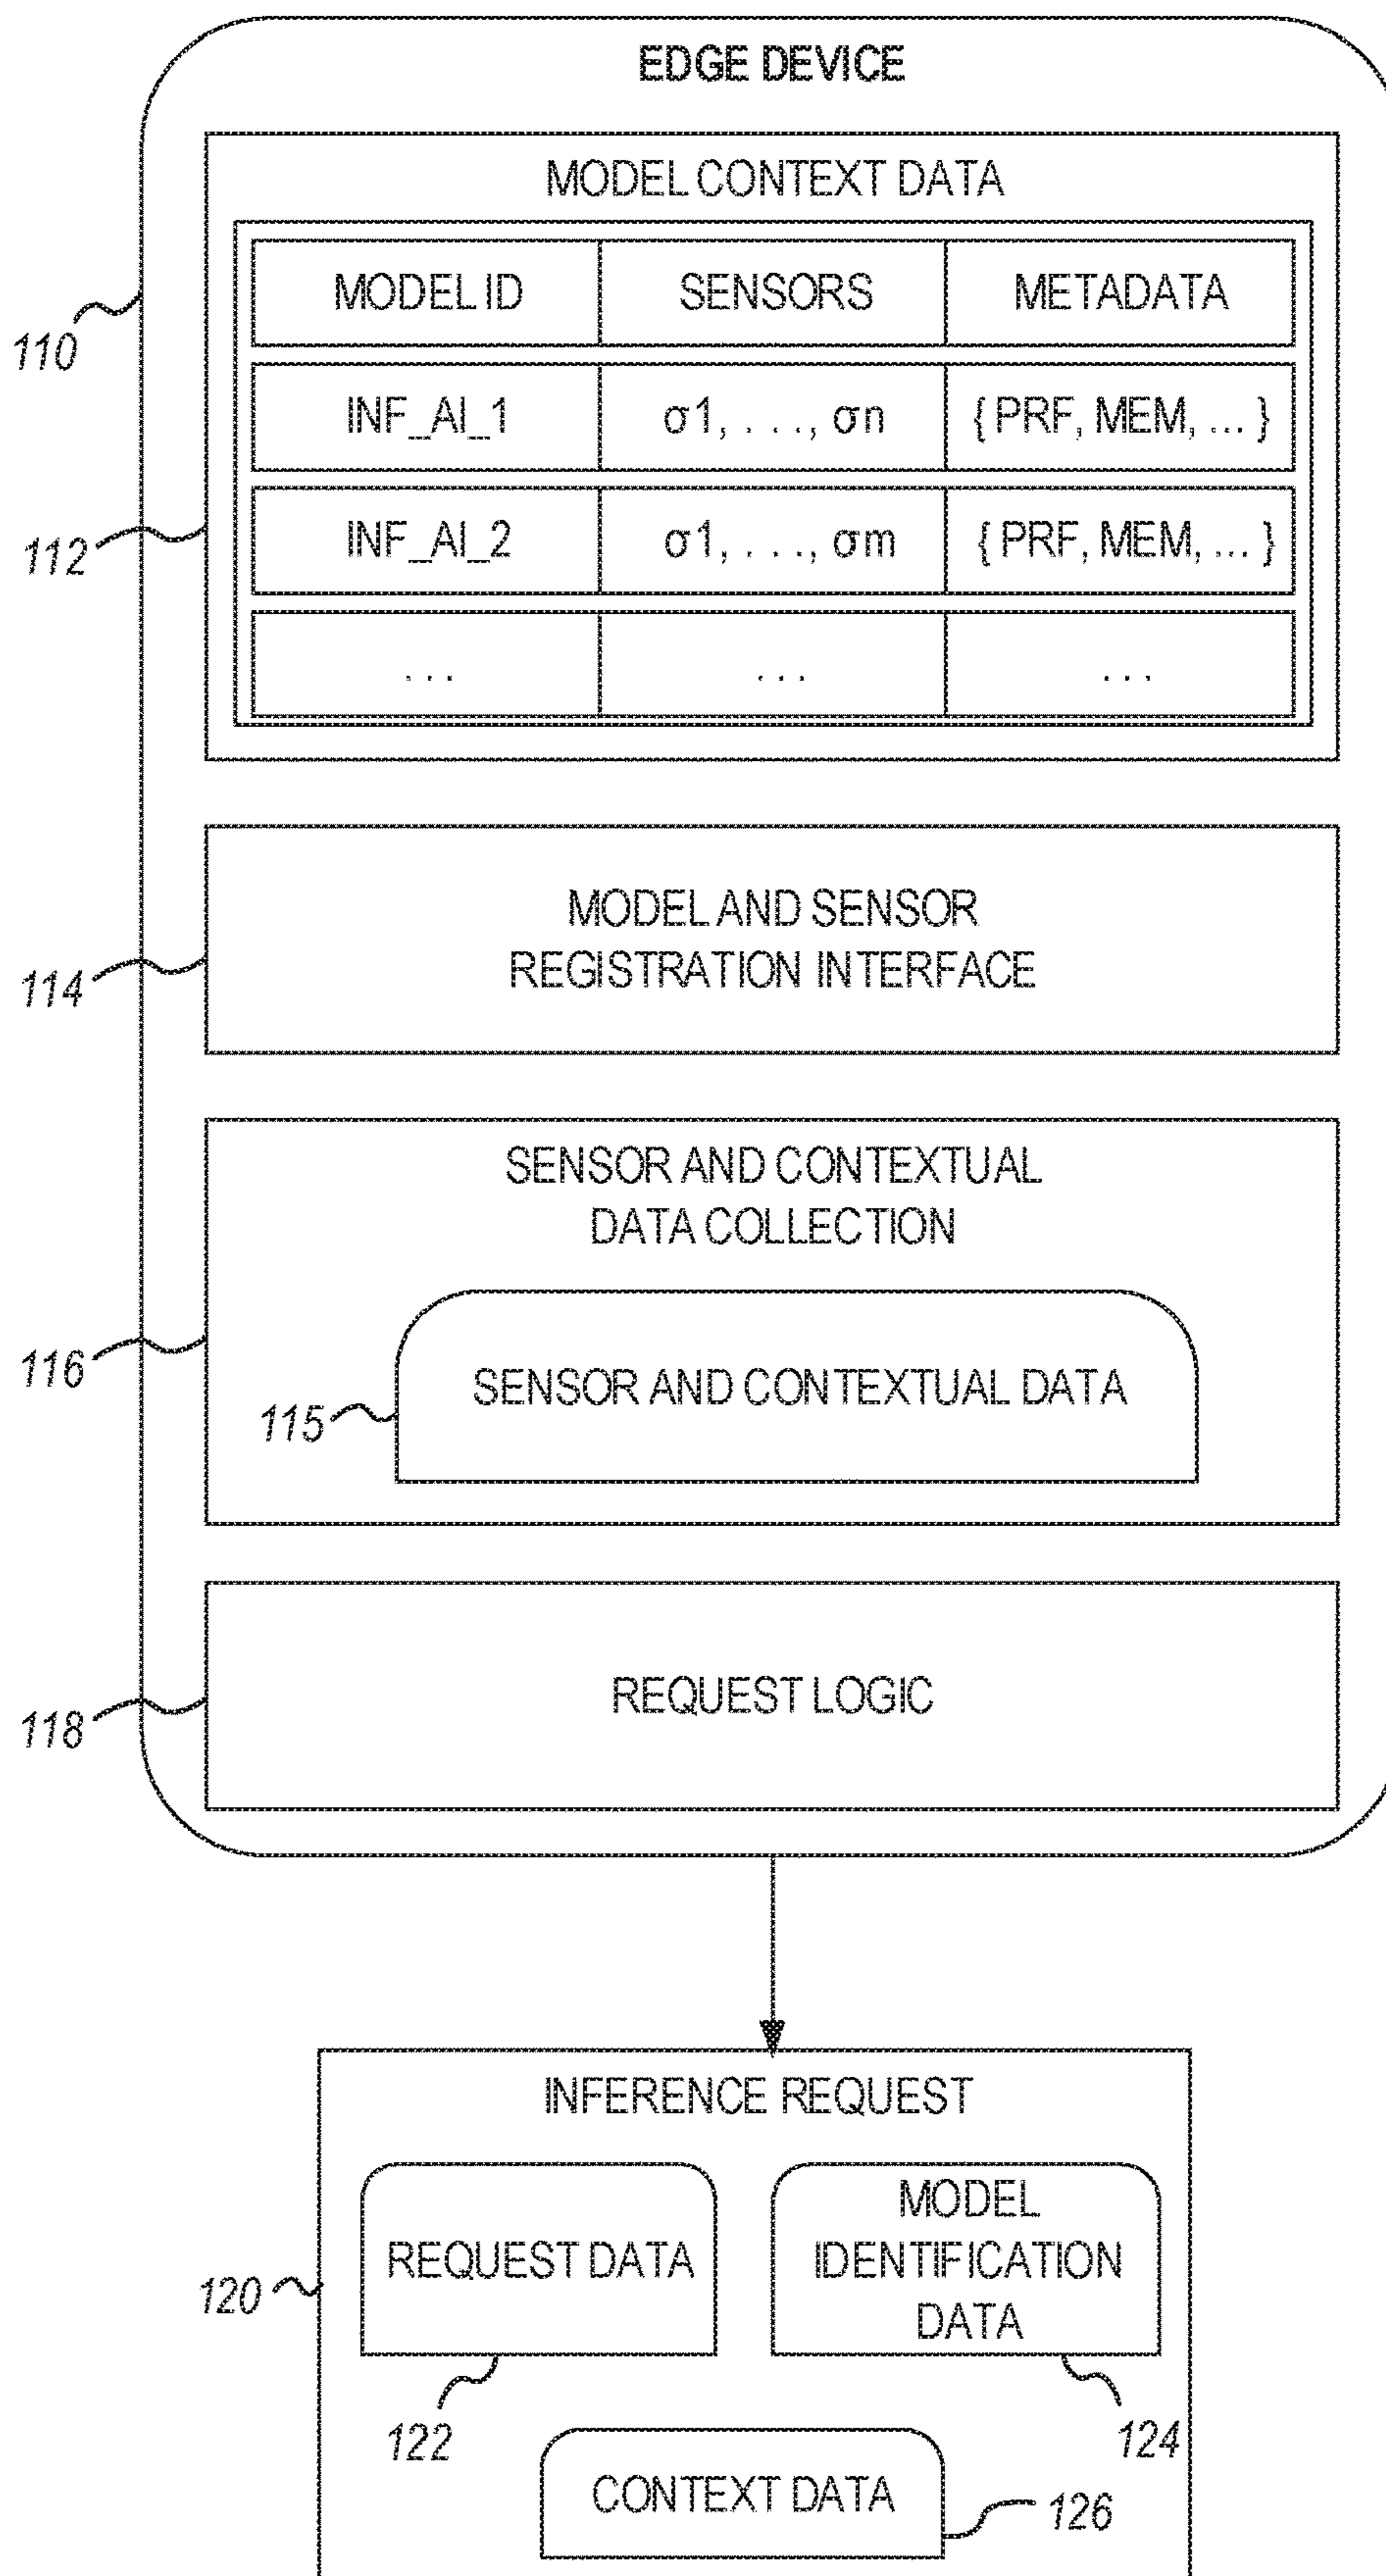 EDGE DEVICE
MODEL CONTEXT DATA
MODEL ID SENSORS METADATA
110
INF_AI_1 σ1, . . ., σn { PRF, MEM, ... }
112
INF_AI_2 σ1, . . ., σm { PRF, MEM, ... }
. . . . . . . . .
MODEL AND SENSOR
REGISTRATION INTERFACE
114
SENSOR AND CONTEXTUAL
DATA COLLECTION
116
SENSOR AND CONTEXTUAL DATA
115
REQUEST LOGIC
118
INFERENCE REQUEST
REQUEST DATA
MODEL
IDENTIFICATION
DATA
120
122
124
CONTEXT DATA
126